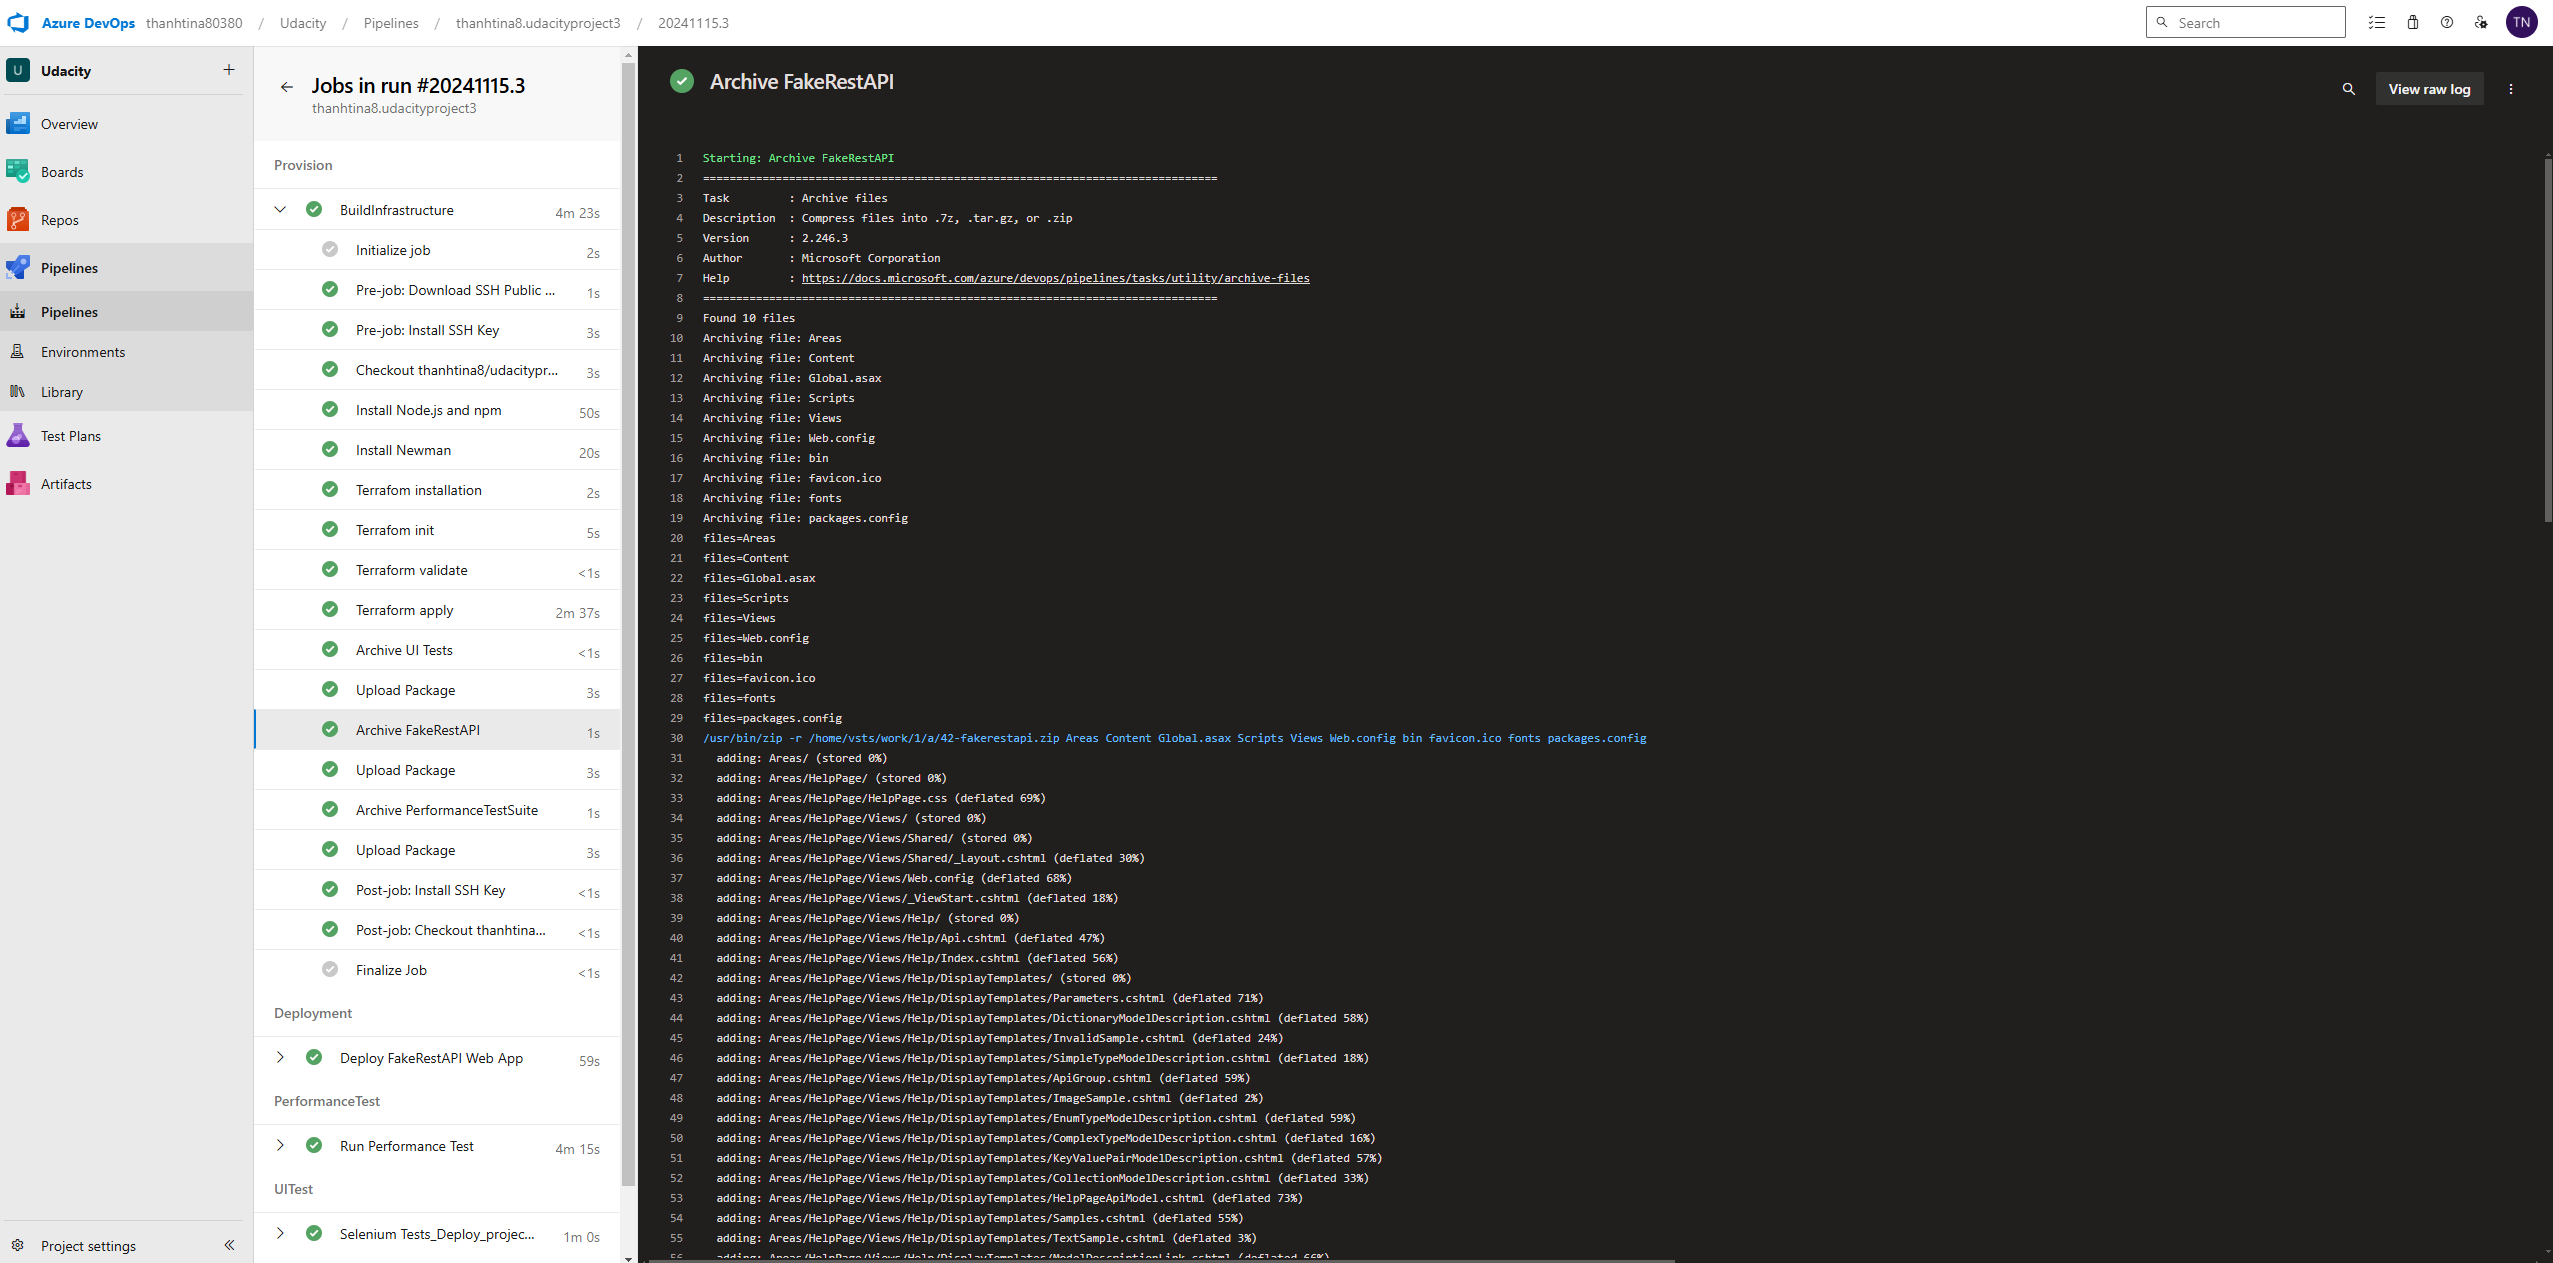 Azure DevOps thanhtina80380 / Udacity / Pipelines / thanhtina8.udacityproject3 / 20241115.3
Search
TN
U Udacity +
Overview
Boards
Repos
Pipelines
Pipelines
Environments
Library
Test Plans
Artifacts
Project settings
Jobs in run #20241115.3
thanhtina8.udacityproject3
Provision
BuildInfrastructure 4m 23s
Initialize job 2s
Pre-job: Download SSH Public ... 1s
Pre-job: Install SSH Key 3s
Checkout thanhtina8/udacitypr... 3s
Install Node.js and npm 50s
Install Newman 20s
Terrafom installation 2s
Terrafom init 5s
Terraform validate <1s
Terraform apply 2m 37s
Archive UI Tests <1s
Upload Package 3s
Archive FakeRestAPI 1s
Upload Package 3s
Archive PerformanceTestSuite 1s
Upload Package 3s
Post-job: Install SSH Key <1s
Post-job: Checkout thanhtina... <1s
Finalize Job <1s
Deployment
Deploy FakeRestAPI Web App 59s
PerformanceTest
Run Performance Test 4m 15s
UITest
Selenium Tests_Deploy_projec... 1m 0s
Archive FakeRestAPI
View raw log
1 Starting: Archive FakeRestAPI
2 ==============================================================================
3 Task : Archive files
4 Description : Compress files into .7z, .tar.gz, or .zip
5 Version : 2.246.3
6 Author : Microsoft Corporation
7 Help : https://docs.microsoft.com/azure/devops/pipelines/tasks/utility/archive-files
8 ==============================================================================
9 Found 10 files
10 Archiving file: Areas
11 Archiving file: Content
12 Archiving file: Global.asax
13 Archiving file: Scripts
14 Archiving file: Views
15 Archiving file: Web.config
16 Archiving file: bin
17 Archiving file: favicon.ico
18 Archiving file: fonts
19 Archiving file: packages.config
20 files=Areas
21 files=Content
22 files=Global.asax
23 files=Scripts
24 files=Views
25 files=Web.config
26 files=bin
27 files=favicon.ico
28 files=fonts
29 files=packages.config
30 /usr/bin/zip -r /home/vsts/work/1/a/42-fakerestapi.zip Areas Content Global.asax Scripts Views Web.config bin favicon.ico fonts packages.config
31 adding: Areas/ (stored 0%)
32 adding: Areas/HelpPage/ (stored 0%)
33 adding: Areas/HelpPage/HelpPage.css (deflated 69%)
34 adding: Areas/HelpPage/Views/ (stored 0%)
35 adding: Areas/HelpPage/Views/Shared/ (stored 0%)
36 adding: Areas/HelpPage/Views/Shared/_Layout.cshtml (deflated 30%)
37 adding: Areas/HelpPage/Views/Web.config (deflated 68%)
38 adding: Areas/HelpPage/Views/_ViewStart.cshtml (deflated 18%)
39 adding: Areas/HelpPage/Views/Help/ (stored 0%)
40 adding: Areas/HelpPage/Views/Help/Api.cshtml (deflated 47%)
41 adding: Areas/HelpPage/Views/Help/Index.cshtml (deflated 56%)
42 adding: Areas/HelpPage/Views/Help/DisplayTemplates/ (stored 0%)
43 adding: Areas/HelpPage/Views/Help/DisplayTemplates/Parameters.cshtml (deflated 71%)
44 adding: Areas/HelpPage/Views/Help/DisplayTemplates/DictionaryModelDescription.cshtml (deflated 58%)
45 adding: Areas/HelpPage/Views/Help/DisplayTemplates/InvalidSample.cshtml (deflated 24%)
46 adding: Areas/HelpPage/Views/Help/DisplayTemplates/SimpleTypeModelDescription.cshtml (deflated 18%)
47 adding: Areas/HelpPage/Views/Help/DisplayTemplates/ApiGroup.cshtml (deflated 59%)
48 adding: Areas/HelpPage/Views/Help/DisplayTemplates/ImageSample.cshtml (deflated 2%)
49 adding: Areas/HelpPage/Views/Help/DisplayTemplates/EnumTypeModelDescription.cshtml (deflated 59%)
50 adding: Areas/HelpPage/Views/Help/DisplayTemplates/ComplexTypeModelDescription.cshtml (deflated 16%)
51 adding: Areas/HelpPage/Views/Help/DisplayTemplates/KeyValuePairModelDescription.cshtml (deflated 57%)
52 adding: Areas/HelpPage/Views/Help/DisplayTemplates/CollectionModelDescription.cshtml (deflated 33%)
53 adding: Areas/HelpPage/Views/Help/DisplayTemplates/HelpPageApiModel.cshtml (deflated 73%)
54 adding: Areas/HelpPage/Views/Help/DisplayTemplates/Samples.cshtml (deflated 55%)
55 adding: Areas/HelpPage/Views/Help/DisplayTemplates/TextSample.cshtml (deflated 3%)
56 adding: Areas/HelpPage/Views/Help/DisplayTemplates/ModelDescriptionLink.cshtml (deflated 66%)